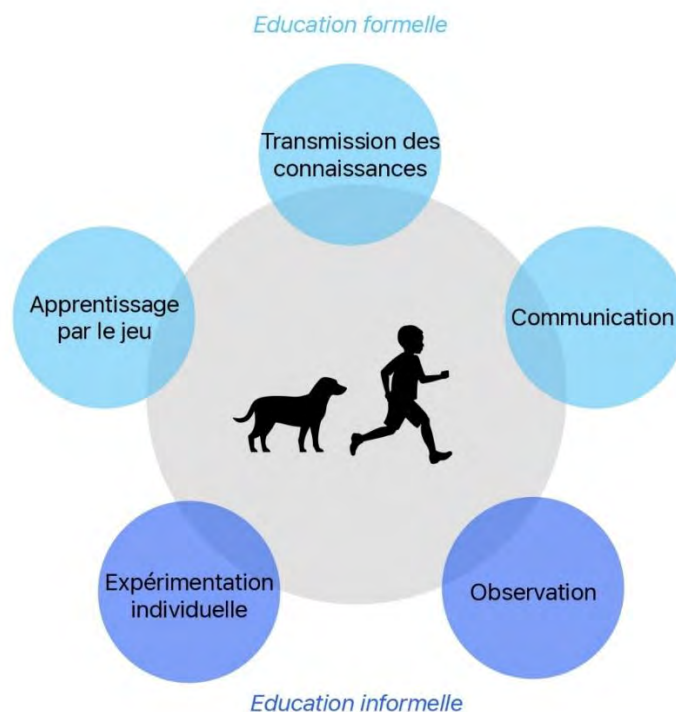 Education formelle
Transmission des
connaissances
Apprentissage
par le jeu
Communication
Expérimentation
individuelle
Observation
Education informelle